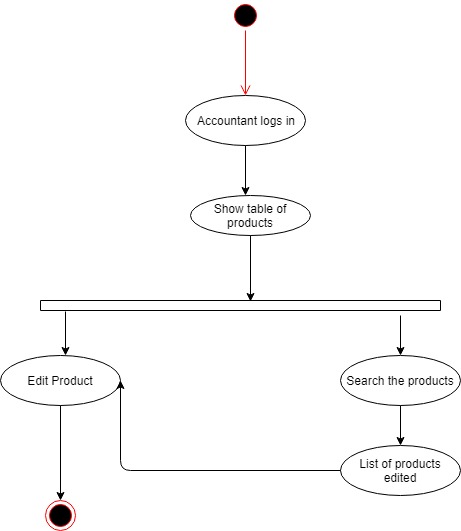 Accountant logs in
Show table of
products
Edit Product
Search the products
List of products
edited